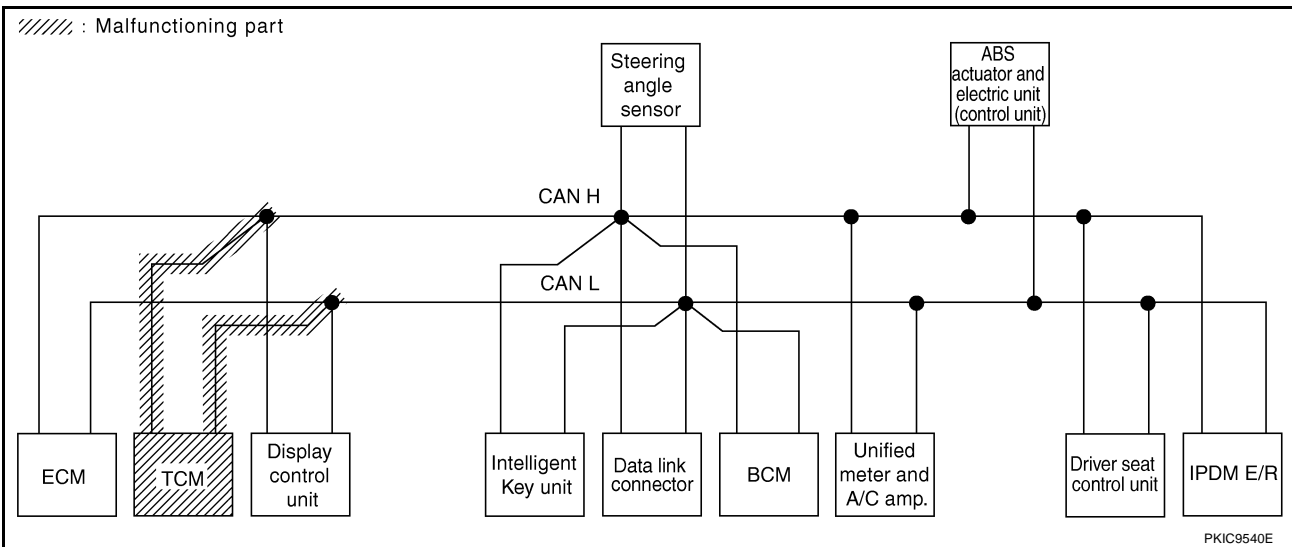 : Malfunctioning part
Steering
angle
sensor
ABS
actuator and
electric unit
(control unit)
CAN H
CAN L
ECM
TCM
Display
control
unit
Intelligent
Key unit
Data link
connector
BCM
Unified
meter and
A/C amp.
Driver seat
control unit
IPDM E/R
PKIC9540E